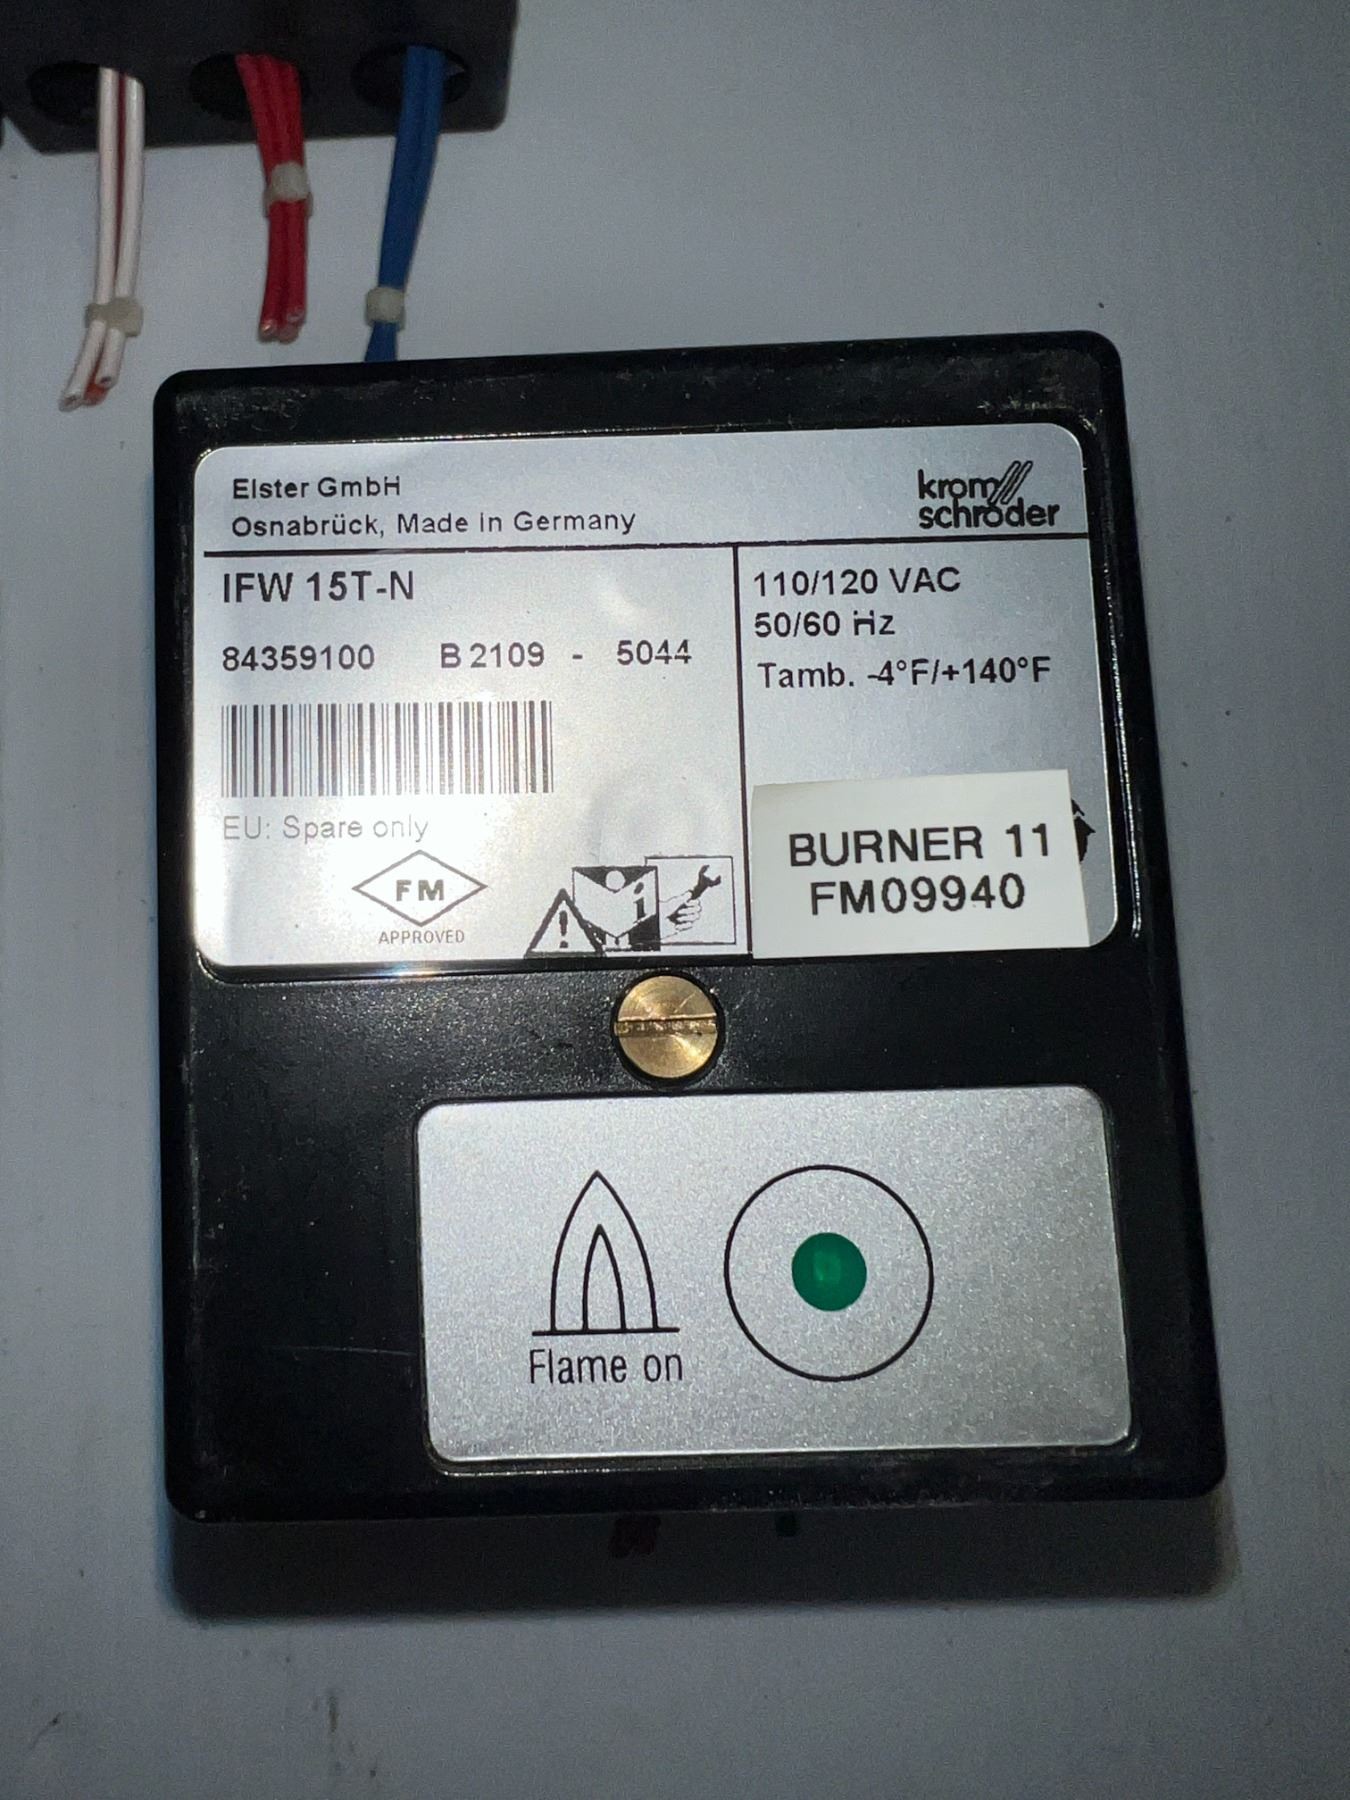 Elster GmbH
Osnabrück, Made in Germany
krom
schröder
IFW 15T-N
84359100 B 2109 - 5044
EU: Spare only
FM
APPROVED
110/120 VAC
50/60 Hz
Tamb. -4°F/+140°F
BURNER 11
FM09940
Flame on